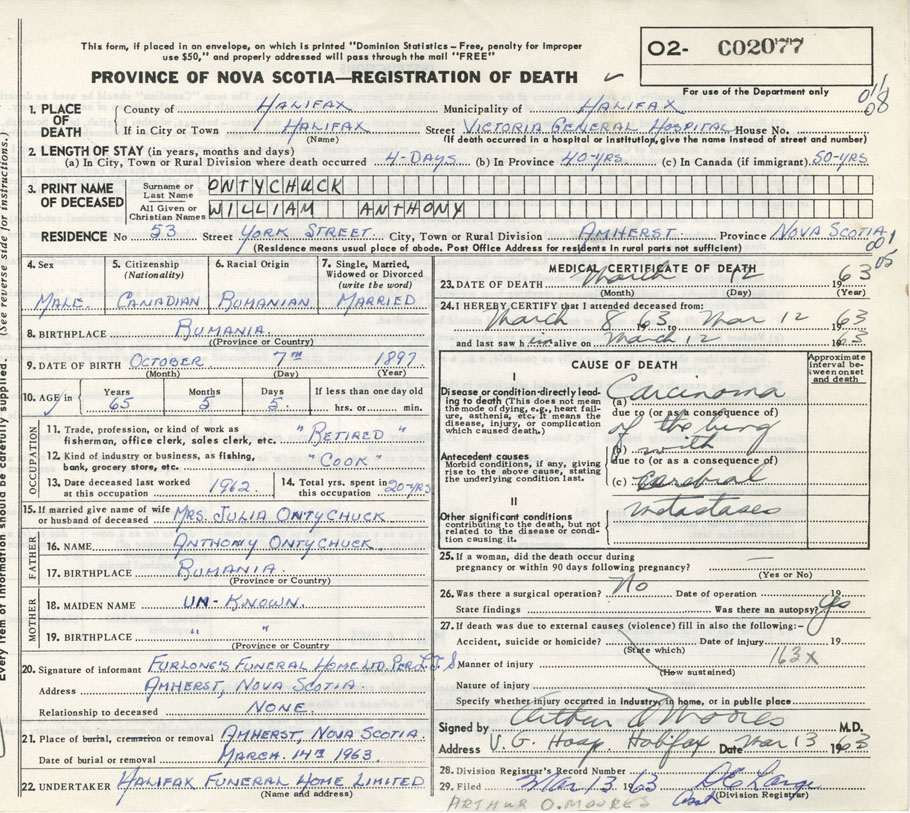 This form, if placed in an envelope, on which is printed "Dominion Statistics – Free, penalty for improper
use $50," and properly addressed will pass through the mail "FREE"
O2- C02077
PROVINCE OF NOVA SCOTIA—REGISTRATION OF DEATH
For use of the Department only
1. PLACE OF DEATH
County of HALIFAX Municipality of HALIFAX
If in City or Town HALIFAX Street VICTORIA GENERAL HOSPITAL House No.
(Name) (If death occurred in a hospital or institution, give the name instead of street and number)
2. LENGTH OF STAY (in years, months and days)
(a) In City, Town or Rural Division where death occurred 4-DAYS (b) In Province 40-YRS. (c) In Canada (if immigrant) 50-YRS
3. PRINT NAME OF DECEASED
Surname or Last Name ONTYCHUCK
All Given or Christian Names WILLIAM ANTHONY
RESIDENCE No 53 Street YORK STREET City, Town or Rural Division AMHERST Province NOVA SCOTIA
(Residence means usual place of abode. Post Office Address for residents in rural parts not sufficient)
4. Sex
MALE
5. Citizenship (Nationality)
CANADIAN
6. Racial Origin
RUMANIAN
7. Single, Married, Widowed or Divorced (write the word)
MARRIED
8. BIRTHPLACE RUMANIA
(Province or Country)
9. DATE OF BIRTH OCTOBER 7TH 1897
(Month) (Day) (Year)
10. AGE in Years Months Days If less than one day old
65 5 5 hrs. or min.
OCCUPATION
11. Trade, profession, or kind of work as fisherman, office clerk, sales clerk, etc. "RETIRED"
12. Kind of industry or business, as fishing, bank, grocery store, etc. "COOK"
13. Date deceased last worked at this occupation 1962.
14. Total yrs. spent in this occupation 20-YRS
15. If married give name of wife or husband of deceased MRS. JULIA ONTYCHUCK
FATHER
16. NAME ANTHONY ONTYCHUCK
17. BIRTHPLACE RUMANIA
(Province or Country)
MOTHER
18. MAIDEN NAME UN-KNOWN.
19. BIRTHPLACE " "
(Province or Country)
20. Signature of informant FURLONG'S FUNERAL HOME LTD. PER
Address AMHERST, NOVA SCOTIA.
Relationship to deceased NONE.
21. Place of burial, cremation or removal AMHERST, NOVA SCOTIA.
Date of burial or removal MARCH. 14TH 1963
22. UNDERTAKER HALIFAX FUNERAL HOME LIMITED
(Name and address)
MEDICAL CERTIFICATE OF DEATH
23. DATE OF DEATH March 12 1963
(Month) (Day) (Year)
24. I HEREBY CERTIFY that I attended deceased from:
March 8 63 to Mar 12 1963
and last saw him alive on March 12 1963
CAUSE OF DEATH
Approximate interval between onset and death
I
Disease or condition directly leading to death (This does not mean the mode of dying, e.g., heart failure, asthenia, etc. It means the disease, injury, or complication which caused death.)
(a) Carcinoma
due to (or as a consequence of)
of the lung
Antecedent causes
Morbid conditions, if any, giving rise to the above cause, stating the underlying condition last.
(b) with
due to (or as a consequence of)
(c) Cerebral
II
Other significant conditions contributing to the death, but not related to the disease or condition causing it.
metastases
25. If a woman, did the death occur during pregnancy or within 90 days following pregnancy? —
(Yes or No)
26. Was there a surgical operation? No Date of operation 19
State findings Was there an autopsy? Yes
27. If death was due to external causes (violence) fill in also the following:-
Accident, suicide or homicide? Date of injury 19
(State which)
163X
Manner of injury
(How sustained)
Nature of injury
Specify whether injury occurred in industry, in home, or in public place
Signed by Arthur O Moores M.D.
Address V. G. Hosp. Halifax Date Mar 13 1963
28. Division Registrar's Record Number
29. Filed Mar 13 1963
(Division Registrar)
ARTHUR O. MOORES
(See reverse side for instructions.)
Every item of information should be carefully supplied.